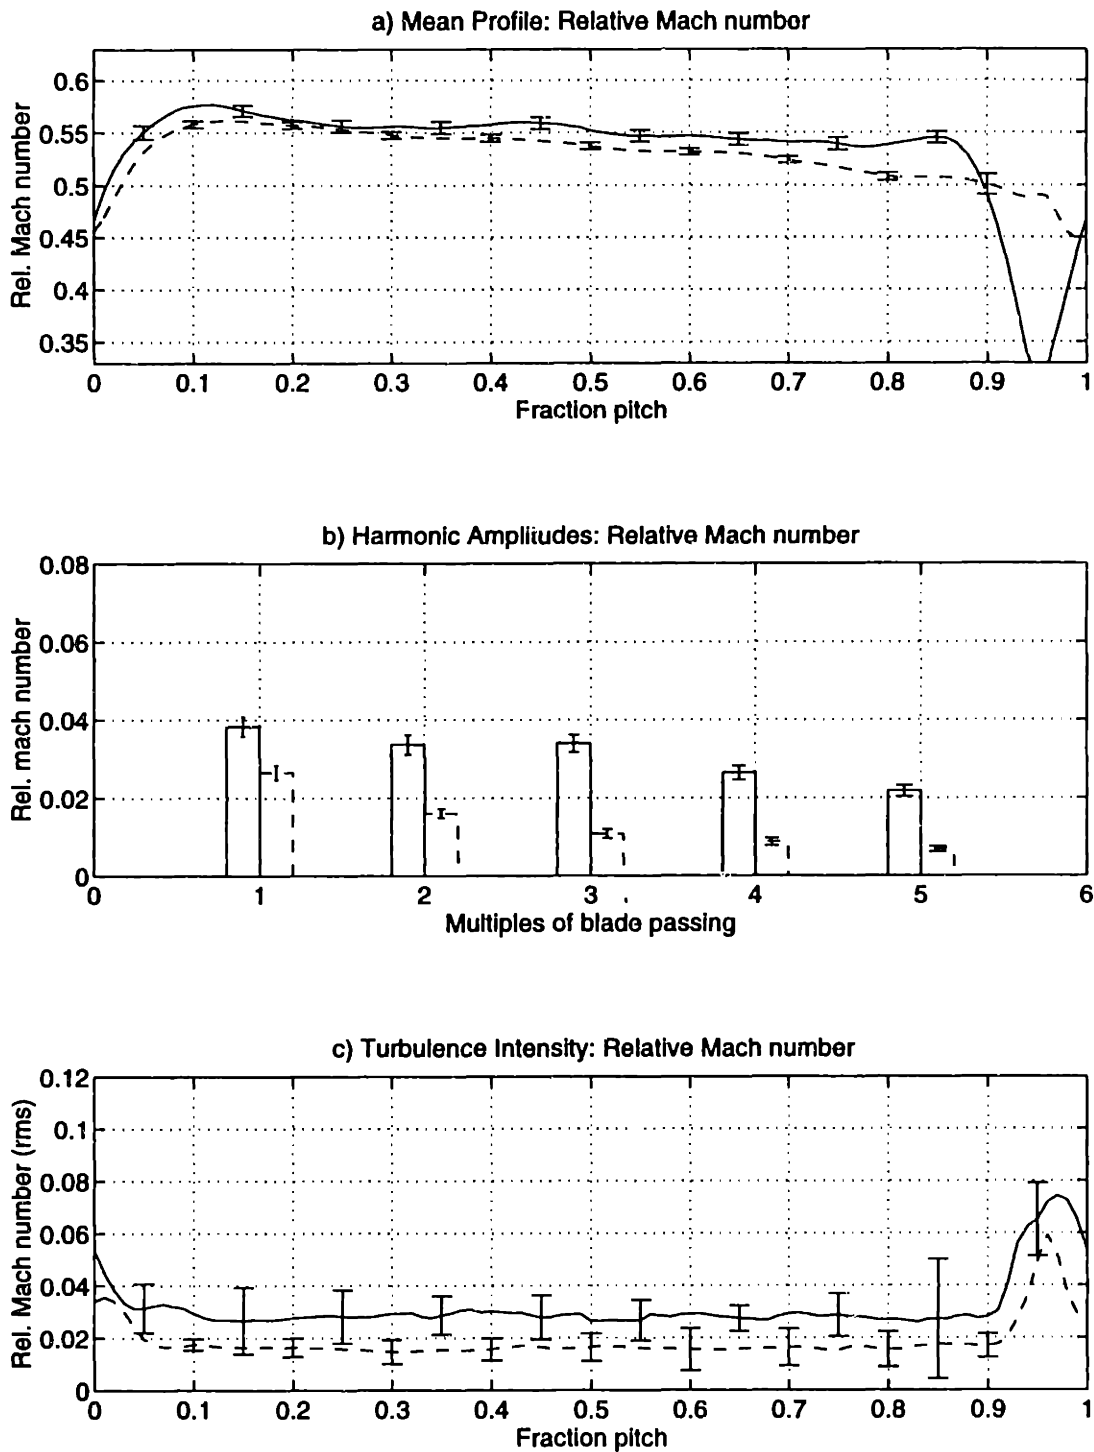 a) Mean Profile: Relative Mach number
Rel. Mach number
0.6
0.55
0.5
0.45
0.4
0.35
0 0.1 0.2 0.3 0.4 0.5 0.6 0.7 0.8 0.9 1
Fraction pitch
b) Harmonic Amplitudes: Relative Mach number
Rel. mach number
0.08
0.06
0.04
0.02
0
0 1 2 3 4 5 6
Multiples of blade passing
c) Turbulence Intensity: Relative Mach number
Rel. Mach number (rms)
0.12
0.1
0.08
0.06
0.04
0.02
0
0 0.1 0.2 0.3 0.4 0.5 0.6 0.7 0.8 0.9 1
Fraction pitch